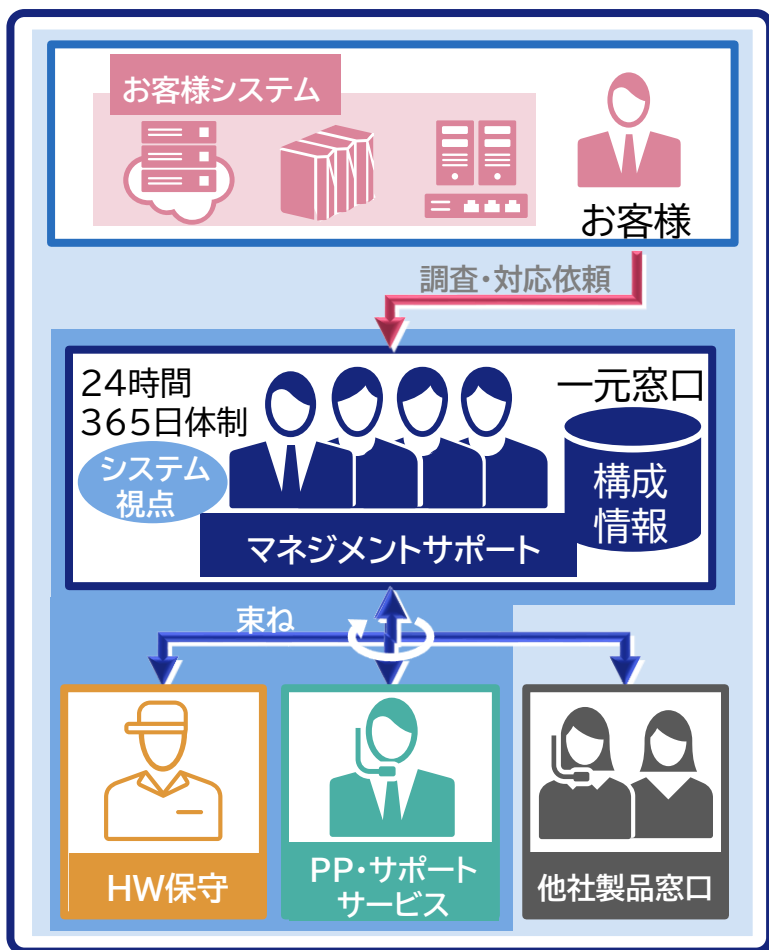 お客様システム
お客様
調査・対応依頼
24時間
365日体制
一元窓口
システム
視点
構成
情報
マネジメントサポート
束ね
HW保守
PP・サポート
サービス
他社製品窓口